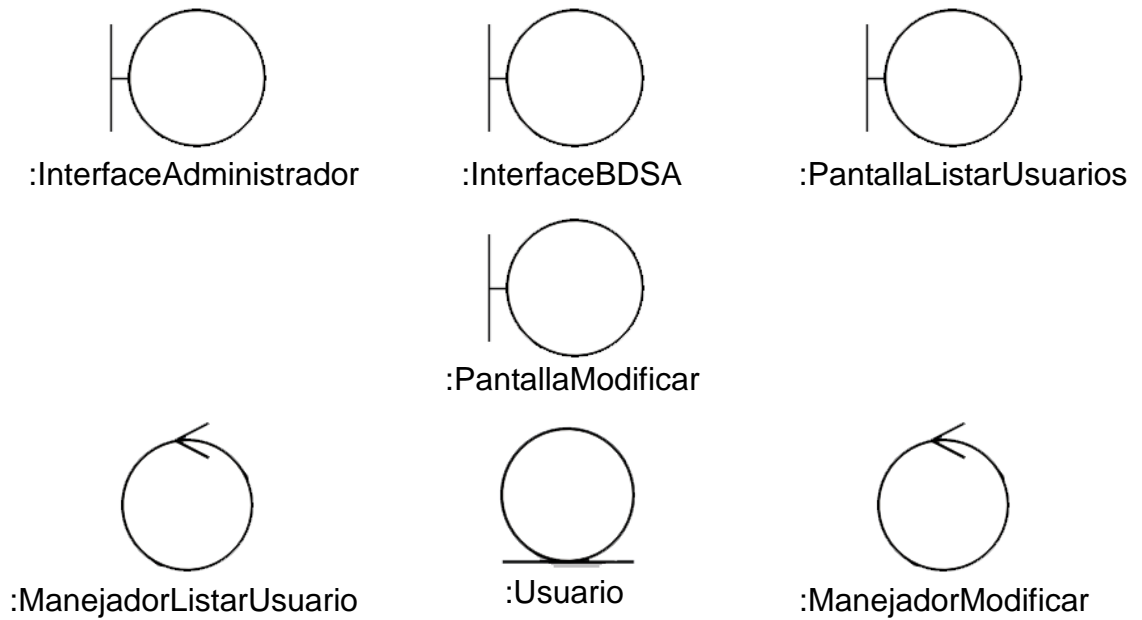 :InterfaceAdministrador
:InterfaceBDSA
:PantallaListarUsuarios
:PantallaModificar
:ManejadorListarUsuario
:Usuario
:ManejadorModificar